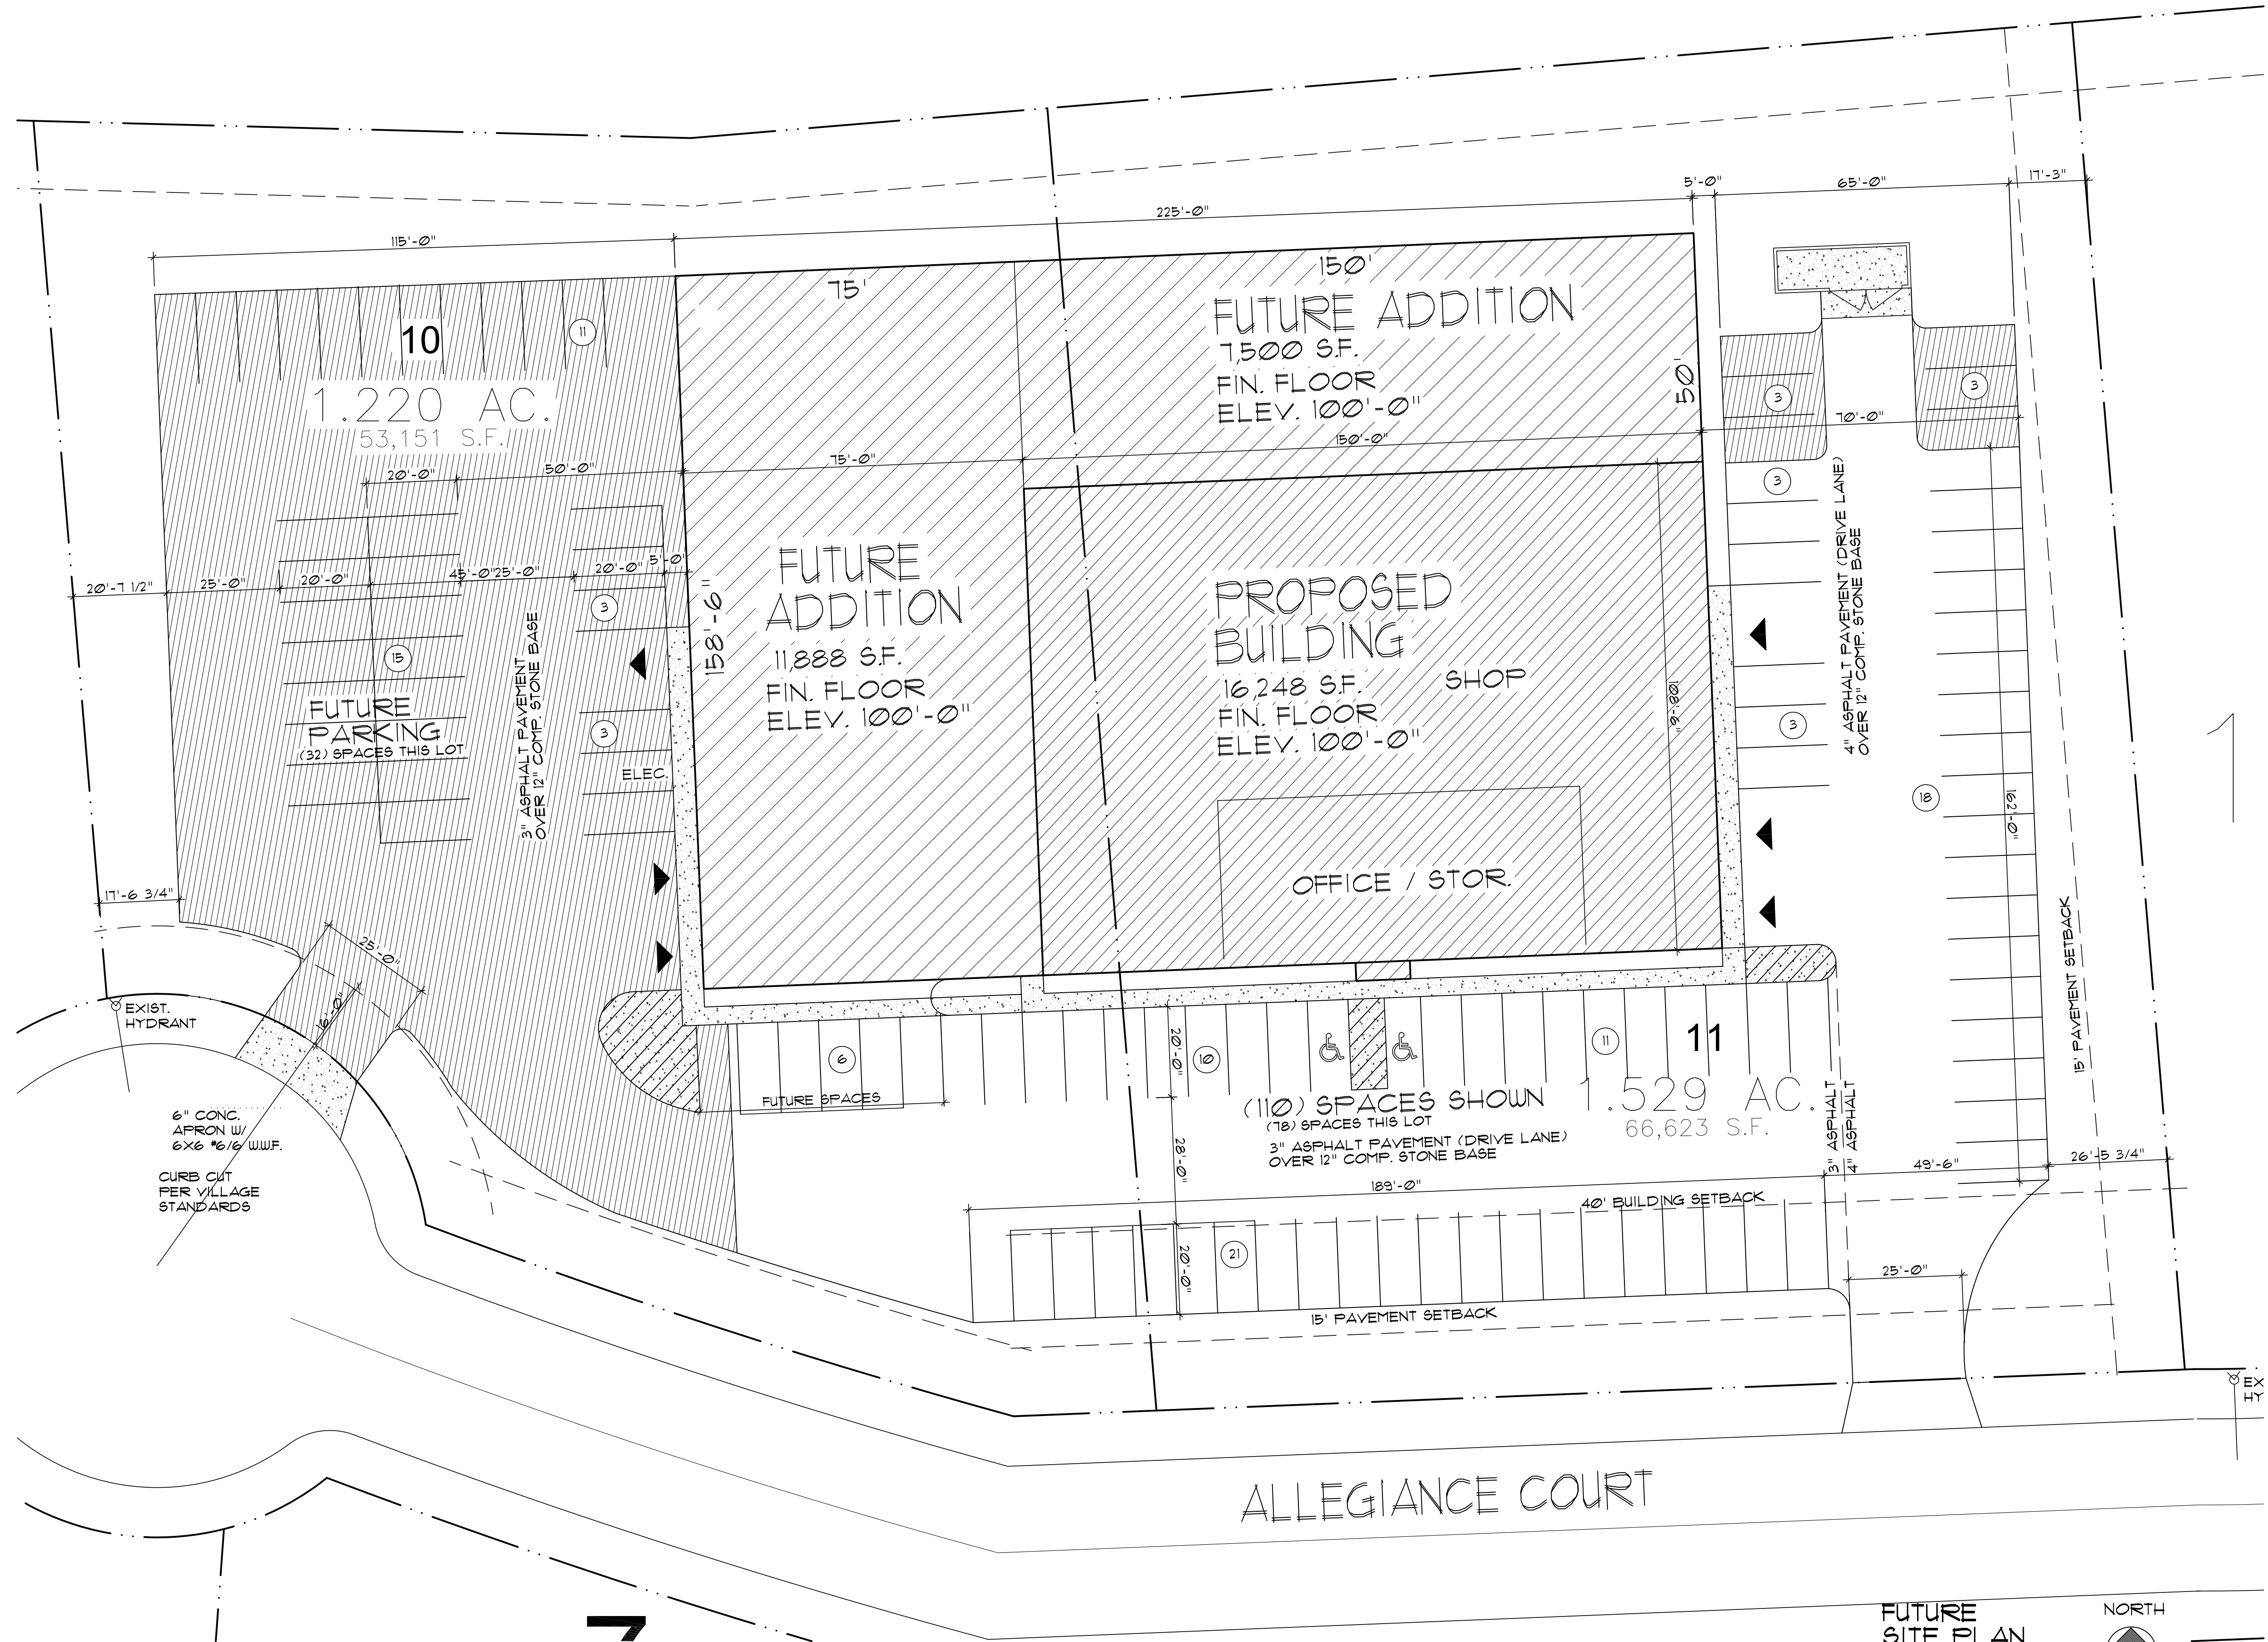 5'-0"
65'-0"
17'-3"
225'-0"
115'-0"
150'
75'
FUTURE ADDITION
7,500 S.F.
FIN. FLOOR
ELEV. 100'-0"
50'
10
11
1.220 AC.
53,151 S.F.
3
3
70'-0"
150'-0"
75'-0"
50'-0"
20'-0"
3
4" ASPHALT PAVEMENT (DRIVE LANE)
OVER 12" COMP. STONE BASE
20'-7 1/2"
25'-0"
20'-0"
45'-0"
25'-0"
20'-0"
5'-0"
3
158'-6"
FUTURE
ADDITION
11,888 S.F.
FIN. FLOOR
ELEV. 100'-0"
PROPOSED
BUILDING
16,248 S.F.
FIN. FLOOR
ELEV. 100'-0"
SHOP
108'-6"
15
FUTURE
PARKING
(32) SPACES THIS LOT
3" ASPHALT PAVEMENT
OVER 12" COMP. STONE BASE
3
ELEC.
3
18
162'-0"
1
OFFICE / STOR.
17'-6 3/4"
25'-0"
16'-0"
EXIST.
HYDRANT
15' PAVEMENT SETBACK
6
FUTURE SPACES
20'-0"
10
11
11
(110) SPACES SHOWN
(78) SPACES THIS LOT
1.529 AC.
66,623 S.F.
3" ASPHALT PAVEMENT (DRIVE LANE)
OVER 12" COMP. STONE BASE
3" ASPHALT
4" ASPHALT
6" CONC.
APRON W/
6X6 #6/6 W.W.F.
CURB CUT
PER VILLAGE
STANDARDS
28'-0"
189'-0"
49'-6"
26'-5 3/4"
40' BUILDING SETBACK
21
20'-0"
25'-0"
15' PAVEMENT SETBACK
EX
HY
ALLEGIANCE COURT
7
FUTURE
SITE PLAN
NORTH